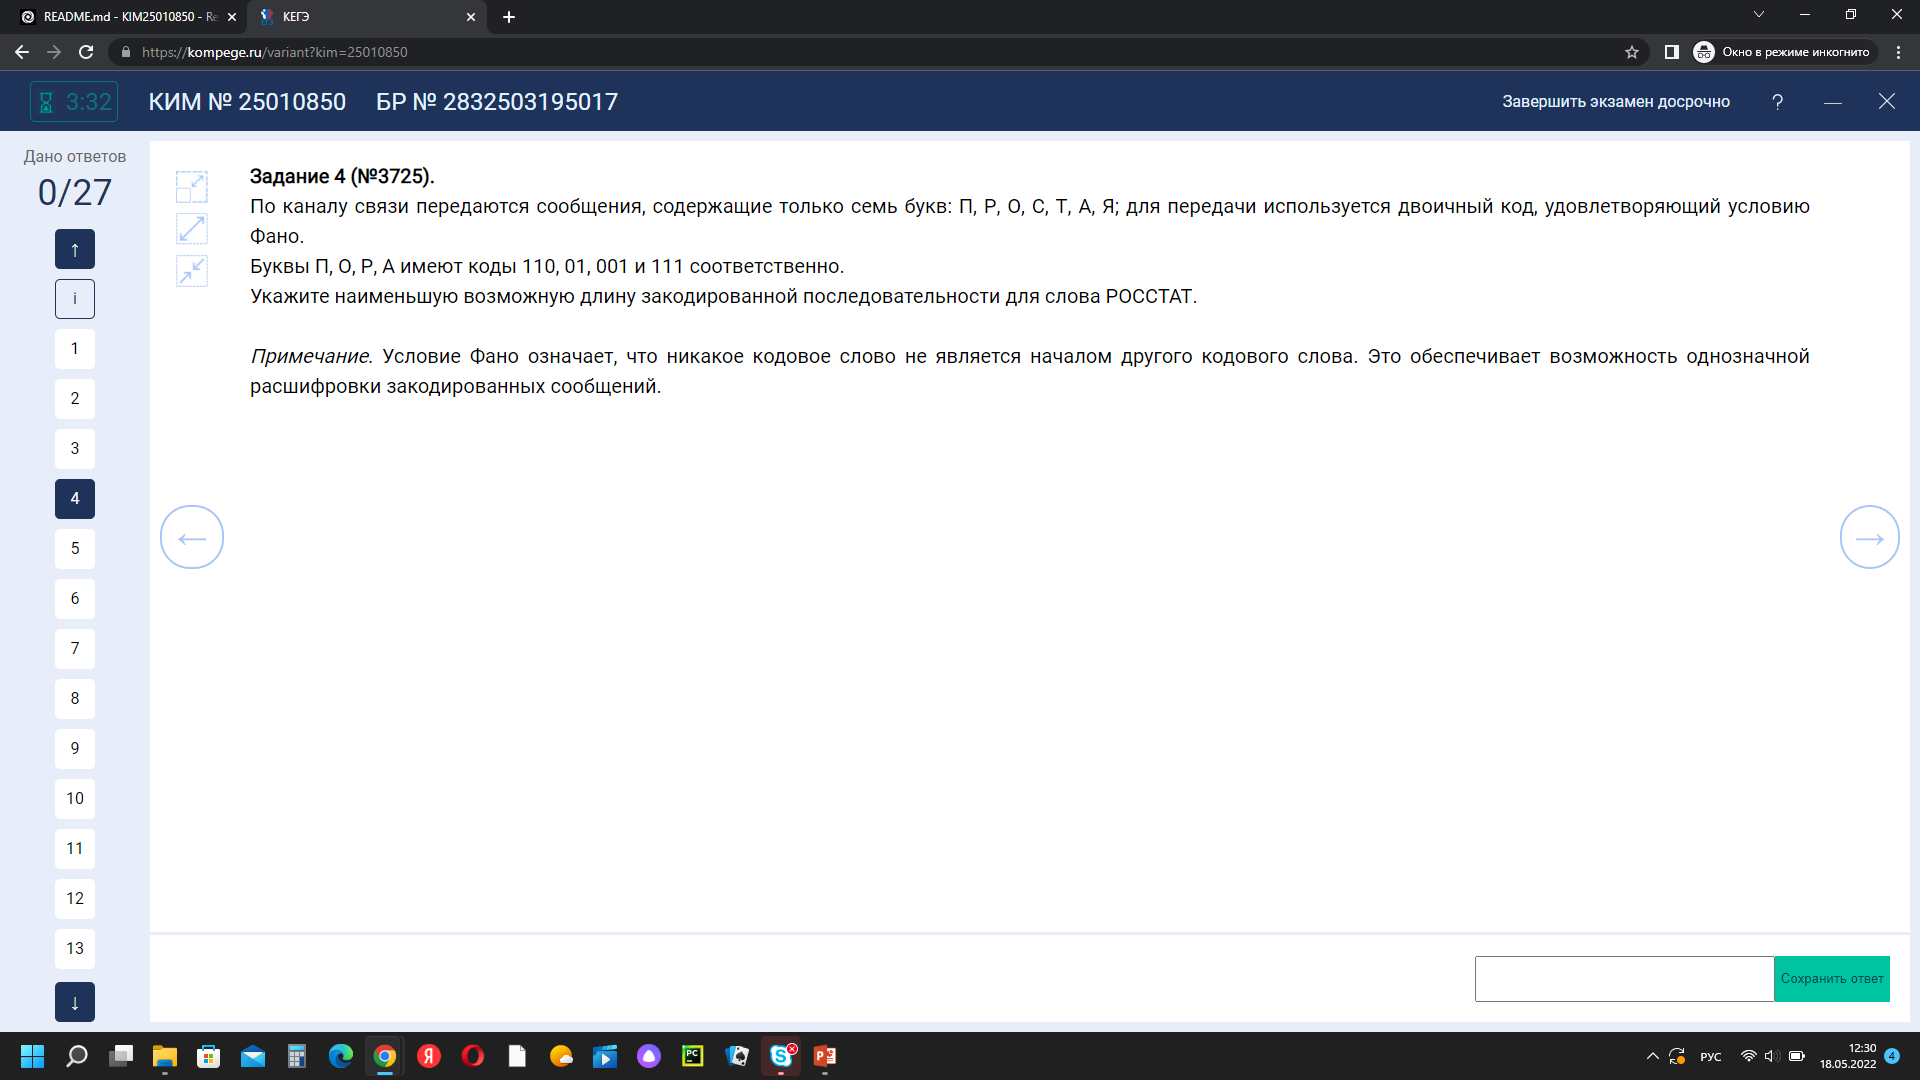 README.md - KIM25010850 - Re
КЕГЭ
https://kompege.ru/variant?kim=25010850
Окно в режиме инкогнито
3:32
КИМ № 25010850
БР № 2832503195017
Завершить экзамен досрочно
?
Дано ответов
0/27
↑
i
1
2
3
4
5
6
7
8
9
10
11
12
13
↓
Задание 4 (№3725).
По каналу связи передаются сообщения, содержащие только семь букв: П, Р, О, С, Т, А, Я; для передачи используется двоичный код, удовлетворяющий условию
Фано.
Буквы П, О, Р, А имеют коды 110, 01, 001 и 111 соответственно.
Укажите наименьшую возможную длину закодированной последовательности для слова РОССТАТ.
Примечание. Условие Фано означает, что никакое кодовое слово не является началом другого кодового слова. Это обеспечивает возможность однозначной
расшифровки закодированных сообщений.
←
→
Сохранить ответ
Я
PC
S
P
РУС
12:30
18.05.2022
4